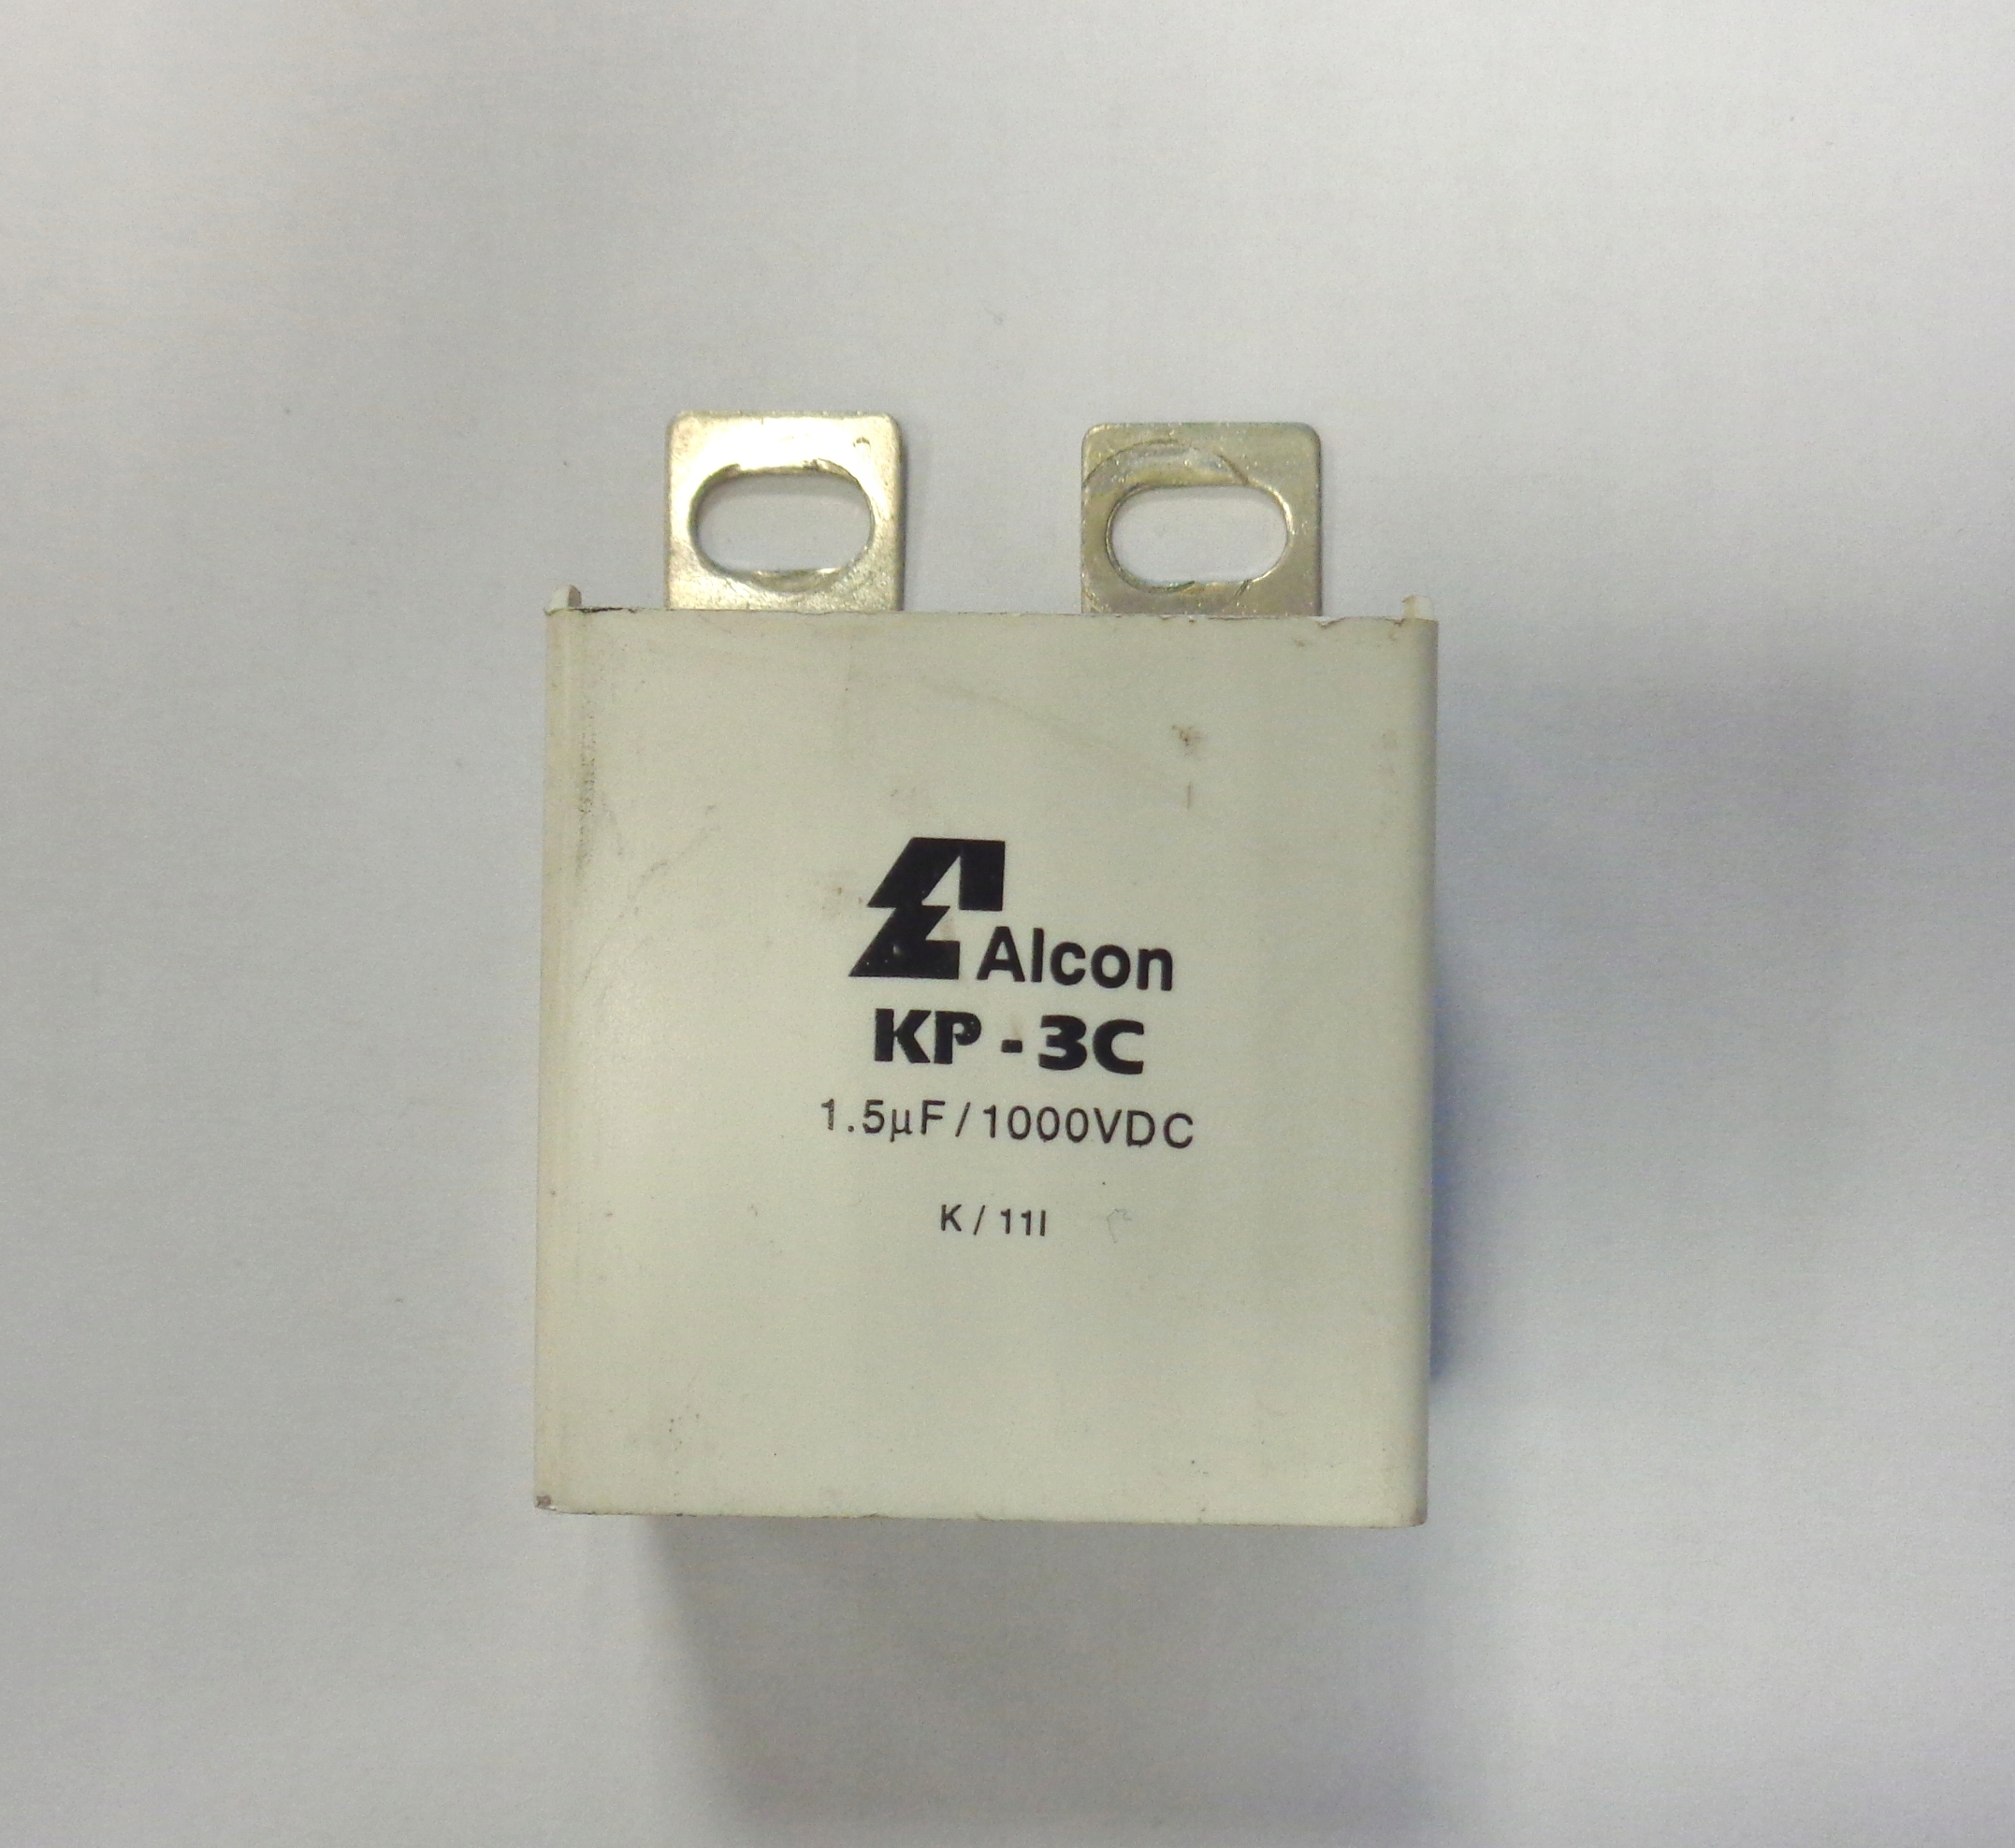 Alcon
KP - 3C
1.5µF / 1000VDC
K / 11I